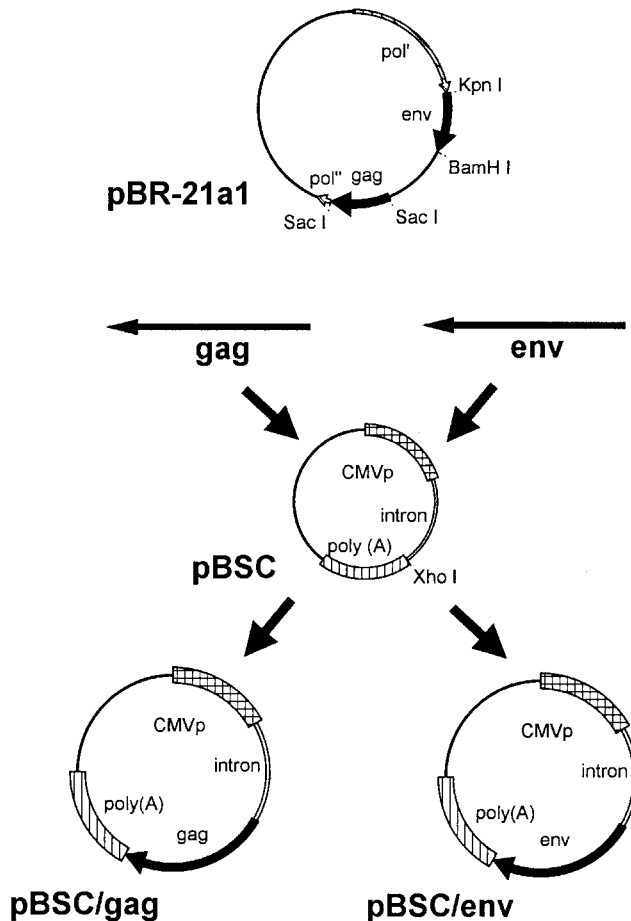 pol'
Kpn I
env
BamH I
pol" gag
pBR-21a1
Sac I
Sac I
gag
env
CMVp
intron
poly (A)
pBSC
Xho I
CMVp
intron
poly(A)
gag
pBSC/gag
CMVp
intron
poly(A)
env
pBSC/env